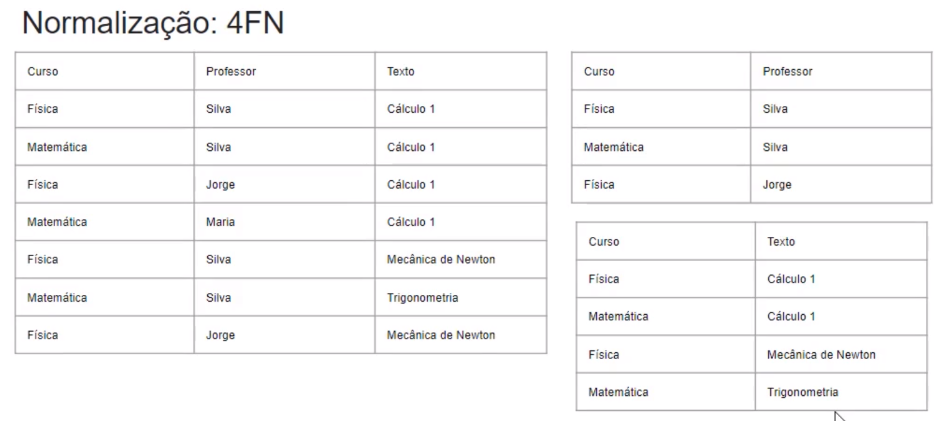 Normalização: 4FN
Curso Professor Texto
Física Silva Cálculo 1
Matemática Silva Cálculo 1
Física Jorge Cálculo 1
Matemática Maria Cálculo 1
Física Silva Mecânica de Newton
Matemática Silva Trigonometria
Física Jorge Mecânica de Newton
Curso Professor
Física Silva
Matemática Silva
Física Jorge
Curso Texto
Física Cálculo 1
Matemática Cálculo 1
Física Mecânica de Newton
Matemática Trigonometria